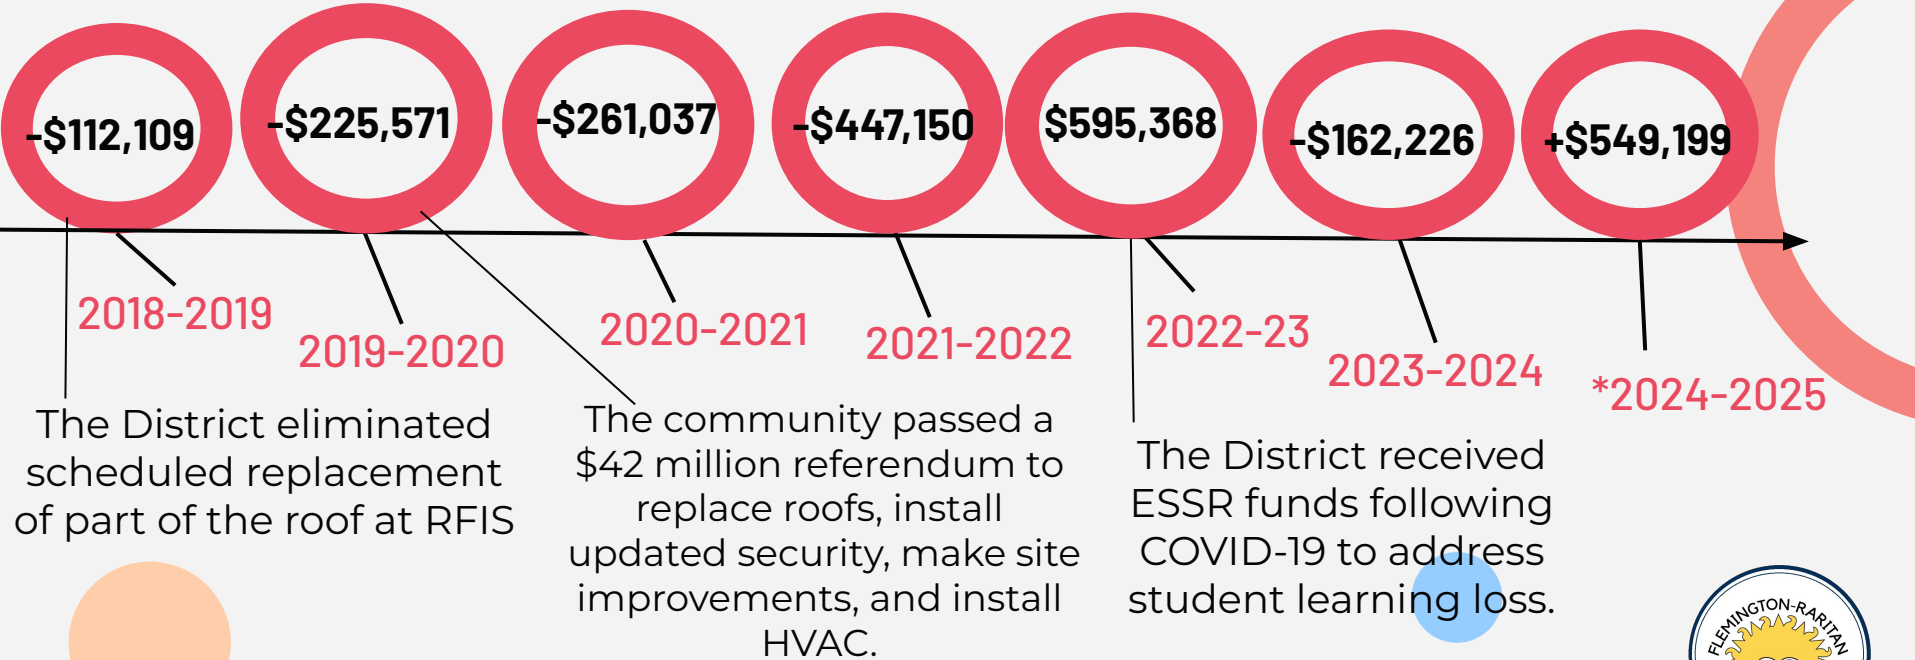 -$112,109
-$225,571
-$261,037
-$447,150
$595,368
-$162,226
+$549,199
2018-2019
2019-2020
2020-2021
2021-2022
2022-23
2023-2024
*2024-2025
The District eliminated
scheduled replacement
of part of the roof at RFIS
The community passed a
$42 million referendum to
replace roofs, install
updated security, make site
improvements, and install
HVAC.
The District received
ESSR funds following
COVID-19 to address
student learning loss.
FLEMINGTON-RARITAN